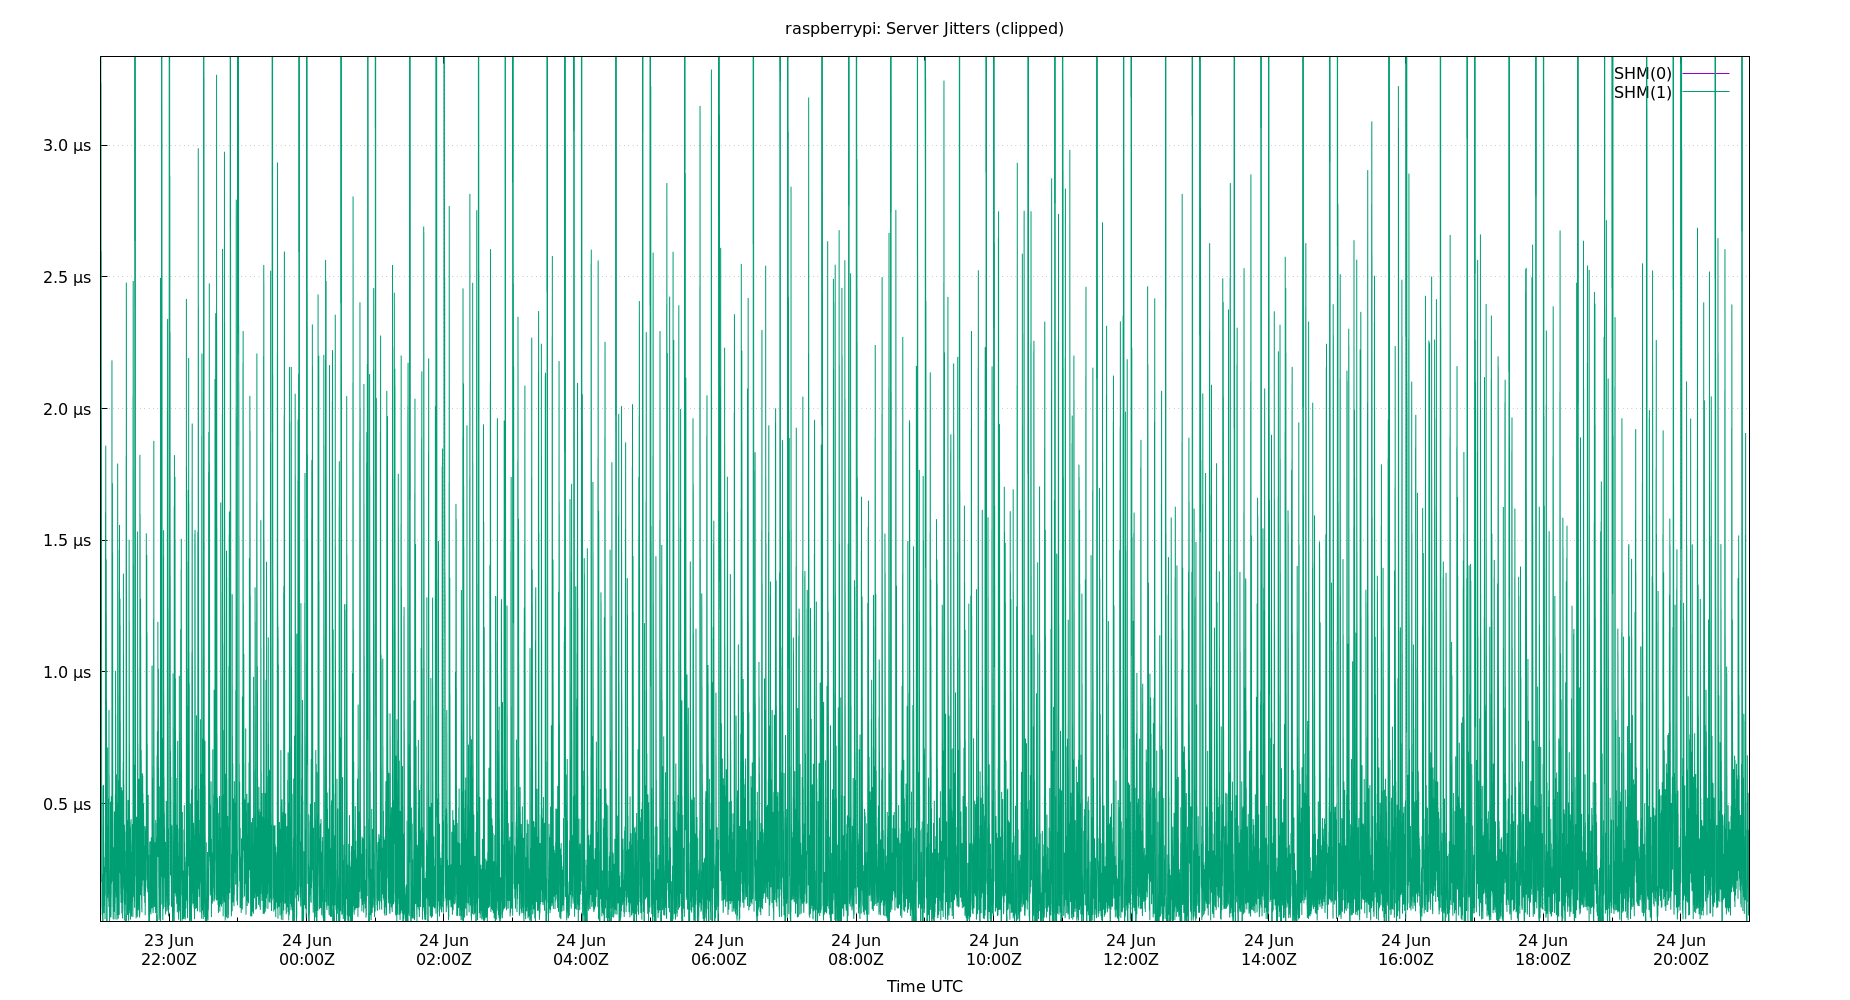 raspberrypi: Server Jitters (clipped)
SHM(0)
SHM(1)
3.0 µs
2.5 µs
2.0 µs
1.5 µs
1.0 µs
0.5 µs
23 Jun 24 Jun 24 Jun 24 Jun 24 Jun 24 Jun 24 Jun 24 Jun 24 Jun 24 Jun 24 Jun 24 Jun
22:00Z 00:00Z 02:00Z 04:00Z 06:00Z 08:00Z 10:00Z 12:00Z 14:00Z 16:00Z 18:00Z 20:00Z
Time UTC